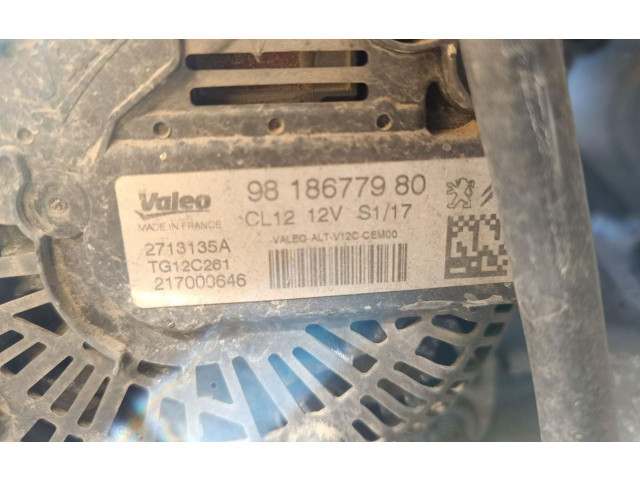 Valeo
MADE IN FRANCE
98 186779 80
CL12 12V S1/17
VALEO-ALT-V12C-CEM00
2713135A
TG12C261
217000646